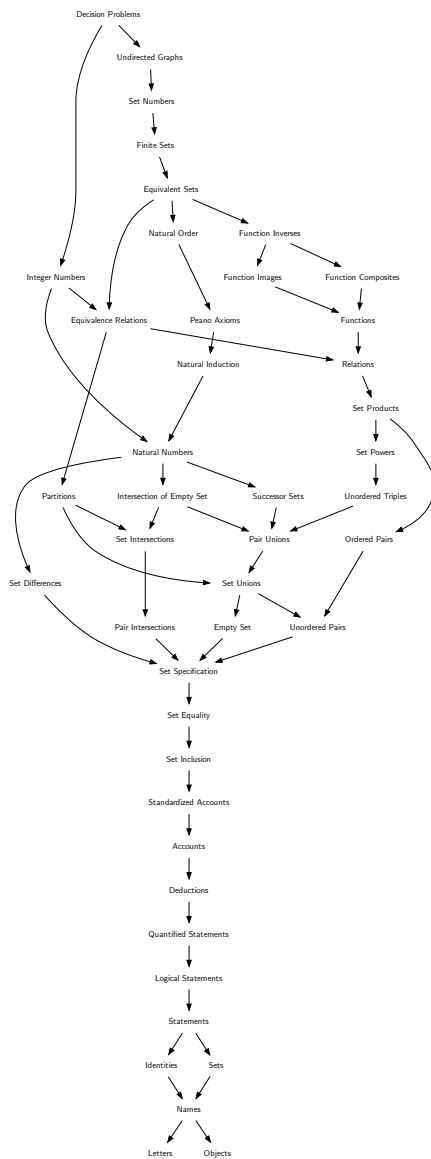 Decision Problems
Undirected Graphs
Set Numbers
Finite Sets
Equivalent Sets
Natural Order
Function Inverses
Integer Numbers
Function Images
Function Composites
Equivalence Relations
Peano Axioms
Functions
Natural Induction
Relations
Set Products
Natural Numbers
Set Powers
Partitions
Intersection of Empty Set
Successor Sets
Unordered Triples
Set Intersections
Pair Unions
Ordered Pairs
Set Differences
Set Unions
Pair Intersections
Empty Set
Unordered Pairs
Set Specification
Set Equality
Set Inclusion
Standardized Accounts
Accounts
Deductions
Quantified Statements
Logical Statements
Statements
Identities
Sets
Names
Letters
Objects